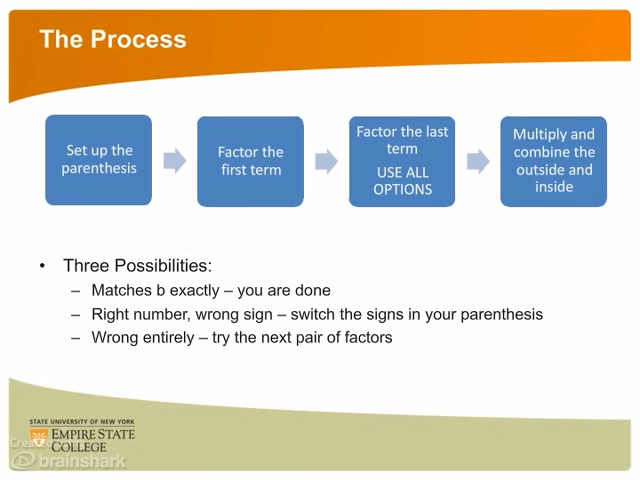 The Process
Set up the
parenthesis
Factor the
first term
Factor the last
term
USE ALL
OPTIONS
Multiply and
combine the
outside and
inside
• Three Possibilities:
– Matches b exactly – you are done
– Right number, wrong sign – switch the signs in your parenthesis
– Wrong entirely – try the next pair of factors
STATE UNIVERSITY OF NEW YORK
EMPIRE STATE
COLLEGE
brainshark